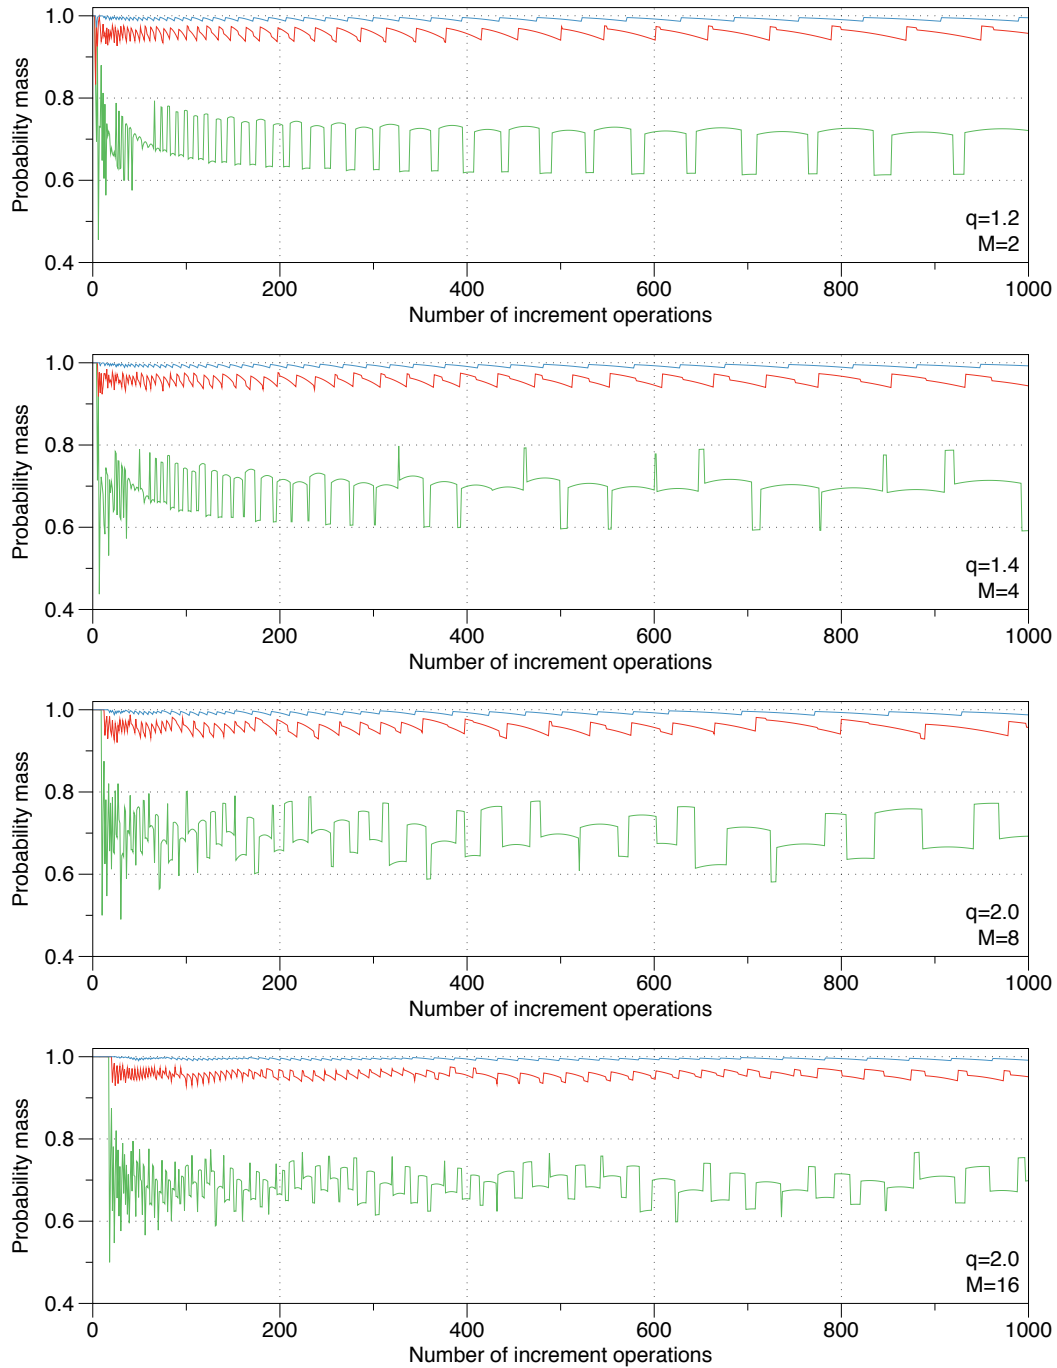 Probability mass
1.0
0.8
0.6
0.4
q=1.2
M=2
0 200 400 600 800 1000
Number of increment operations
Probability mass
1.0
0.8
0.6
0.4
q=1.4
M=4
0 200 400 600 800 1000
Number of increment operations
Probability mass
1.0
0.8
0.6
0.4
q=2.0
M=8
0 200 400 600 800 1000
Number of increment operations
Probability mass
1.0
0.8
0.6
0.4
q=2.0
M=16
0 200 400 600 800 1000
Number of increment operations